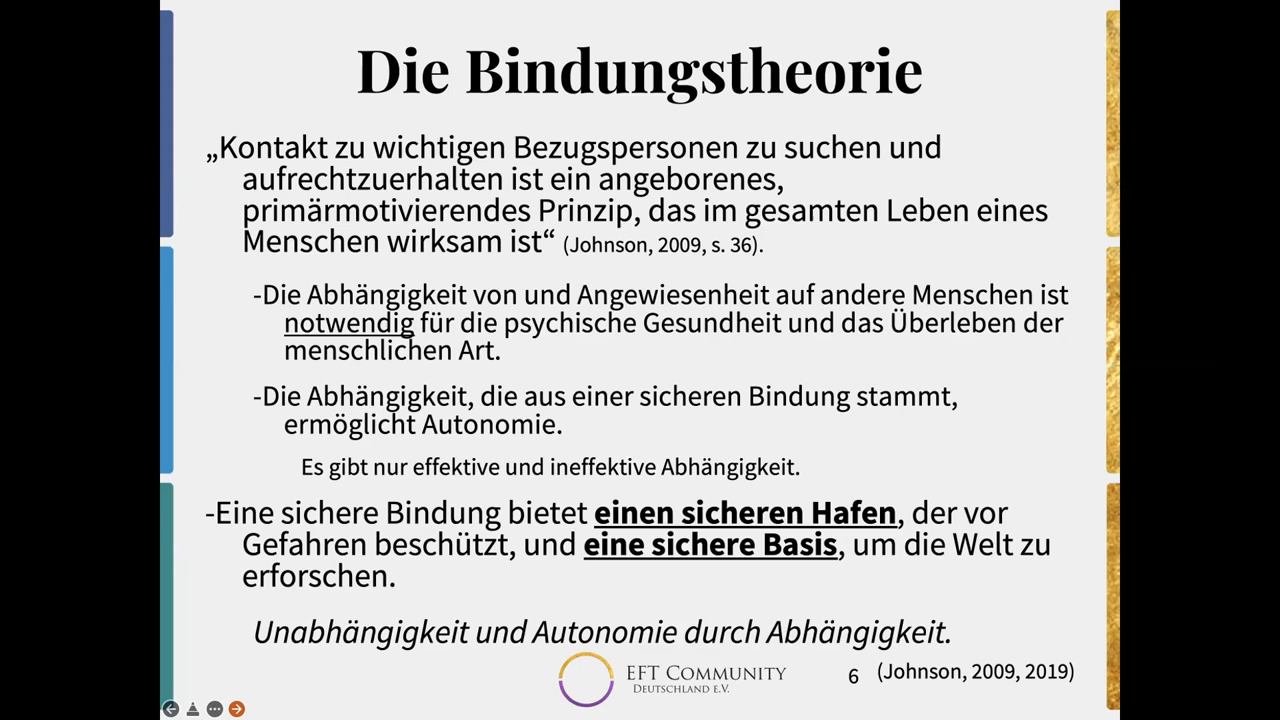 Die Bindungstheorie
„Kontakt zu wichtigen Bezugspersonen zu suchen und
aufrechtzuerhalten ist ein angeborenes,
primärmotivierendes Prinzip, das im gesamten Leben eines
Menschen wirksam ist“ (Johnson, 2009, s. 36).
-Die Abhängigkeit von und Angewiesenheit auf andere Menschen ist
notwendig für die psychische Gesundheit und das Überleben der
menschlichen Art.
-Die Abhängigkeit, die aus einer sicheren Bindung stammt,
ermöglicht Autonomie.
Es gibt nur effektive und ineffektive Abhängigkeit.
-Eine sichere Bindung bietet einen sicheren Hafen, der vor
Gefahren beschützt, und eine sichere Basis, um die Welt zu
erforschen.
Unabhängigkeit und Autonomie durch Abhängigkeit.
EFT Community
Deutschland e.V.
6 (Johnson, 2009, 2019)